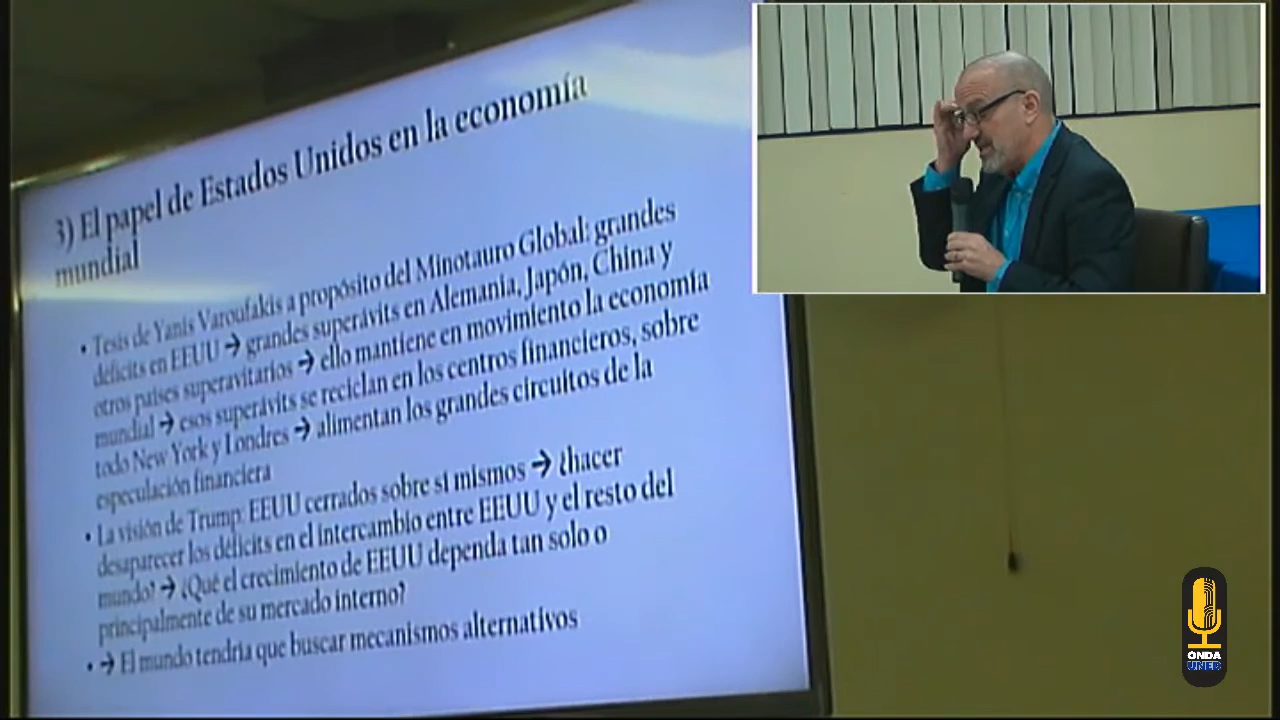 3) El papel de Estados Unidos en la economía
mundial
• Tesis de Yanis Varoufakis a propósito del Minotauro Global: grandes
déficits en EEUU → grandes superávits en Alemania, Japón, China y
otros países superavitarios → ello mantiene en movimiento la economía
mundial → esos superávits se reciclan en los centros financieros, sobre
todo New York y Londres → alimentan los grandes circuitos de la
especulación financiera
• La visión de Trump: EEUU cerrados sobre sí mismos → ¿hacer
desaparecer los déficits en el intercambio entre EEUU y el resto del
mundo? → ¿Qué el crecimiento de EEUU dependa tan solo o
principalmente de su mercado interno?
• → El mundo tendría que buscar mecanismos alternativos
ONDA
UNEB